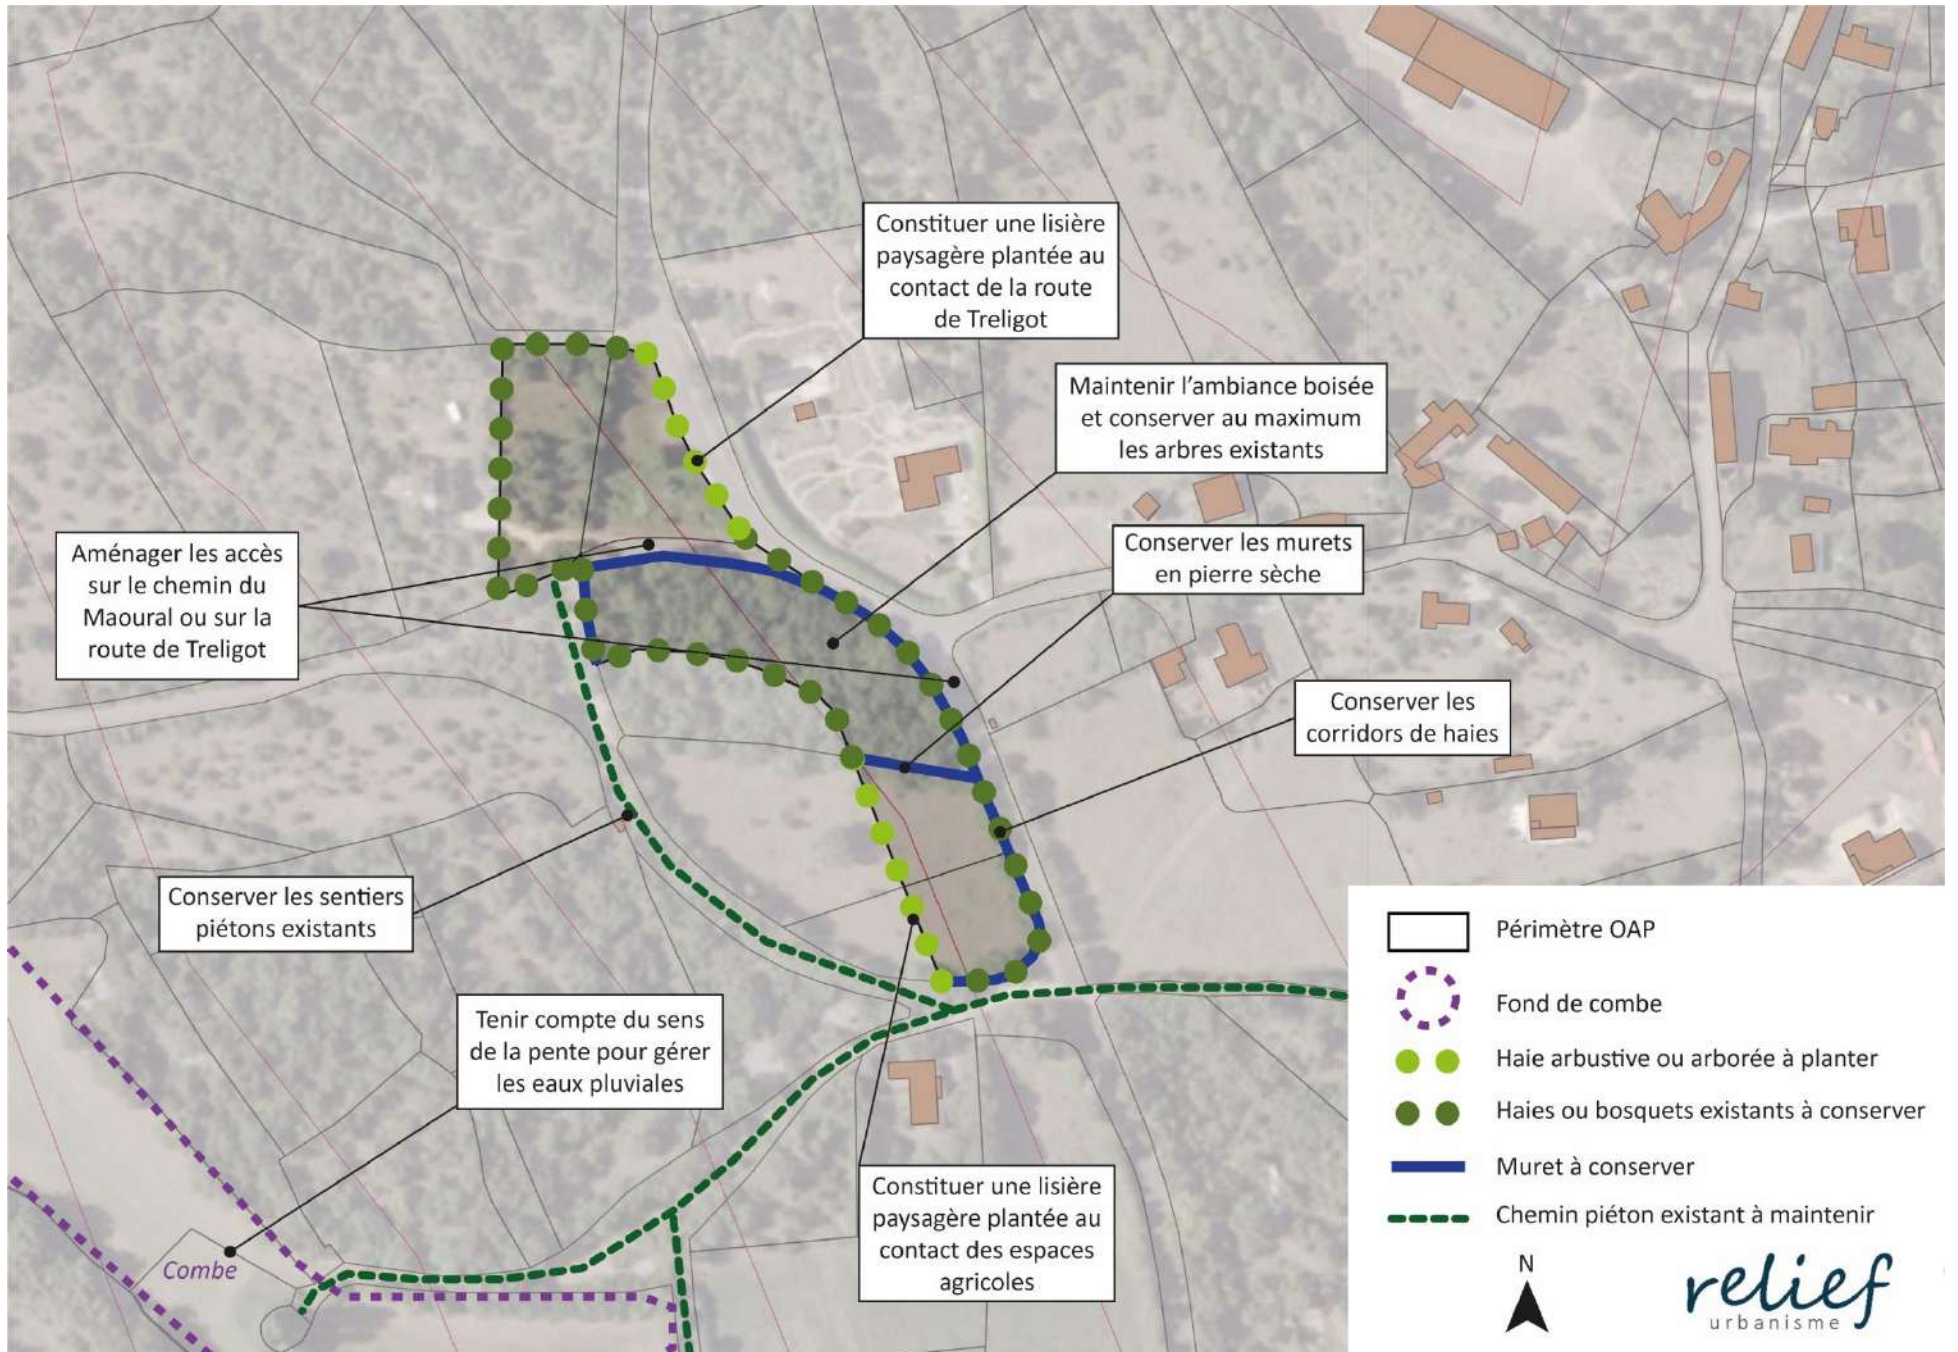 Constituer une lisière
paysagère plantée au
contact de la route
de Treligot
Maintenir l’ambiance boisée
et conserver au maximum
les arbres existants
Aménager les accès
sur le chemin du
Maoural ou sur la
route de Treligot
Conserver les murets
en pierre sèche
Conserver les
corridors de haies
Conserver les sentiers
piétons existants
Tenir compte du sens
de la pente pour gérer
les eaux pluviales
Constituer une lisière
paysagère plantée au
contact des espaces
agricoles
Combe
Périmètre OAP
Fond de combe
Haie arbustive ou arborée à planter
Haies ou bosquets existants à conserver
Muret à conserver
Chemin piéton existant à maintenir
N
relief
urbanisme